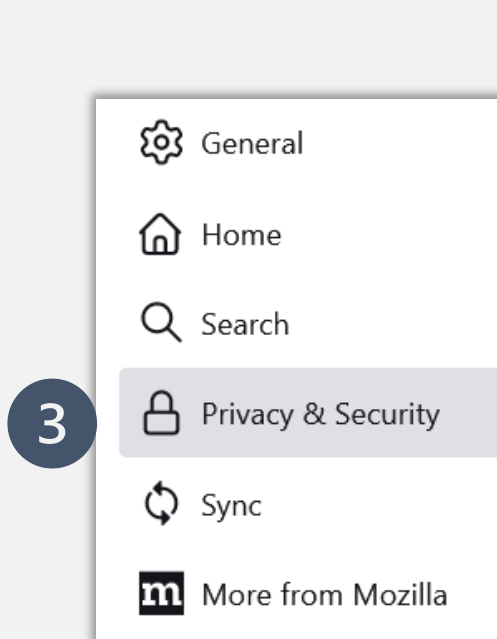 General
Home
Search
3 Privacy & Security
Sync
m More from Mozilla